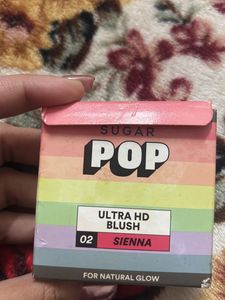 SUGAR
POP
ULTRA HD
BLUSH
02 SIENNA
FOR NATURAL GLOW